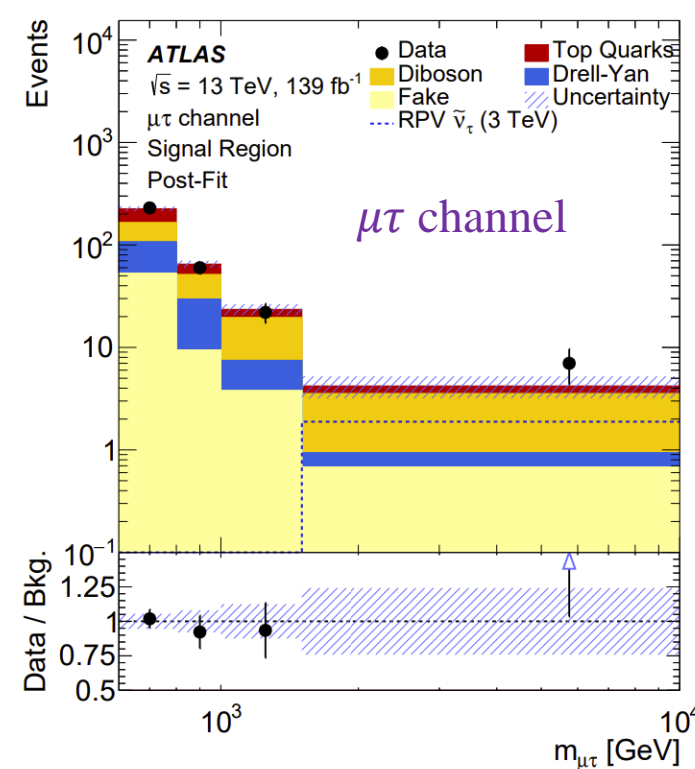 Events
10⁴
10³
10²
10
1
10⁻¹
ATLAS
√s = 13 TeV, 139 fb⁻¹
μτ channel
Signal Region
Post-Fit
Data
Top Quarks
Diboson
Drell-Yan
Fake
Uncertainty
RPV ν̃τ (3 TeV)
μτ channel
Data / Bkg.
1.25
1
0.75
0.5
10³
10⁴
mμτ [GeV]